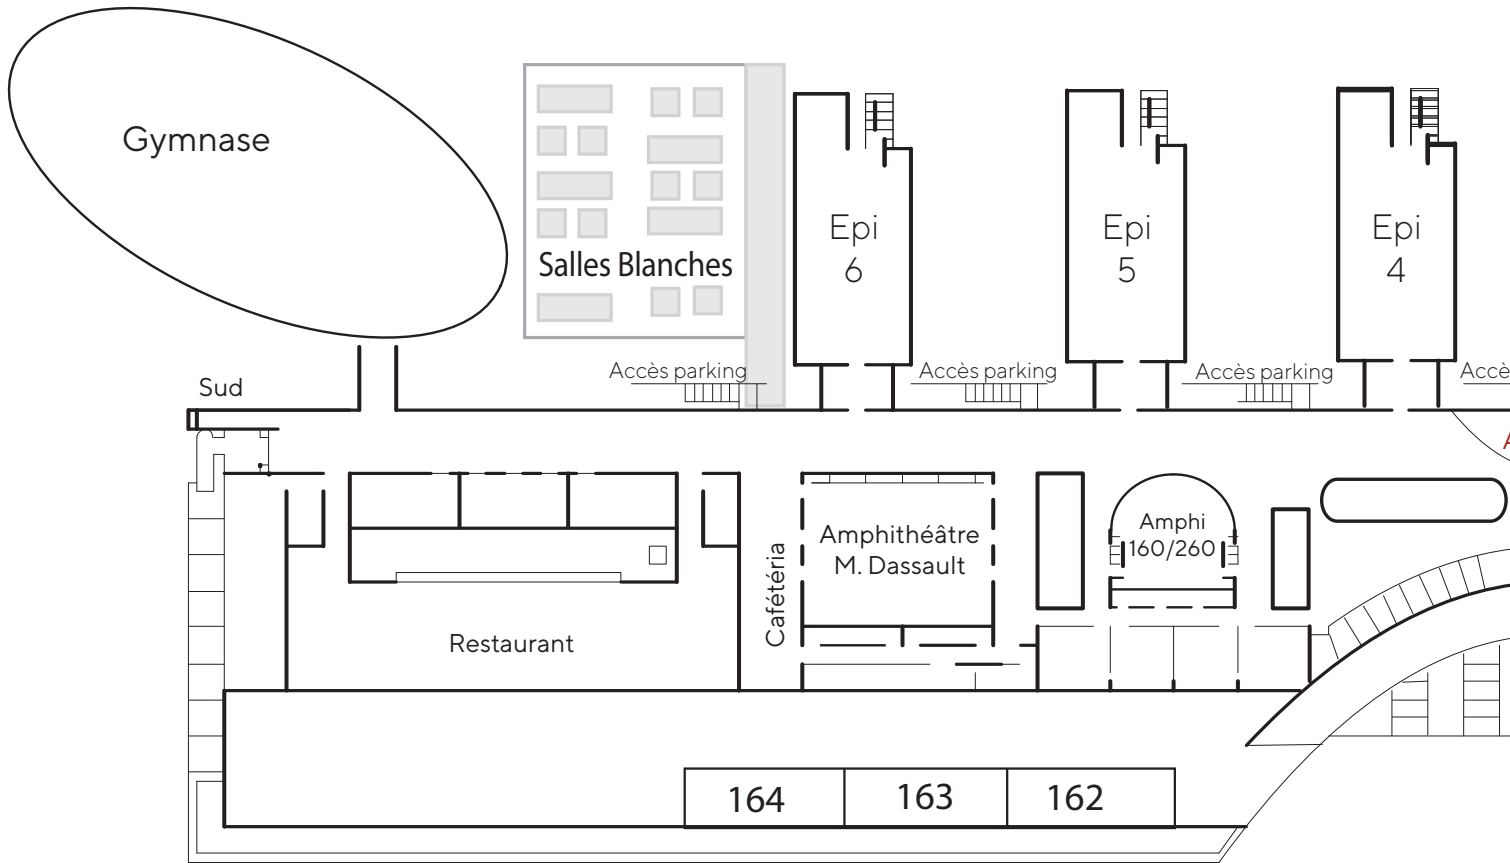 Gymnase
Salles Blanches
Epi
6
Epi
5
Epi
4
Accès parking
Accès parking
Accès parking
Accès
Sud
Restaurant
Cafétéria
Amphithéâtre
M. Dassault
Amphi
160/260
164
163
162